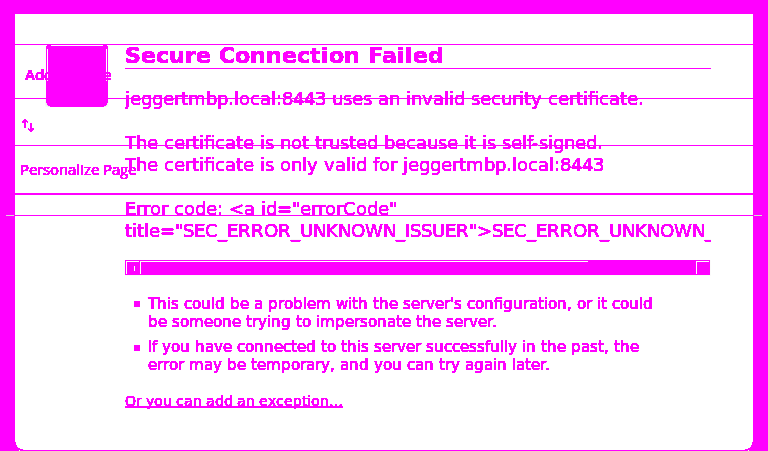 Secure Connection Failed
jeggertmbp.local:8443 uses an invalid security certificate.
The certificate is not trusted because it is self-signed.
The certificate is only valid for jeggertmbp.local:8443
Personalize Page
Error code: <a id="errorCode"
title="SEC_ERROR_UNKNOWN_ISSUER">SEC_ERROR_UNKNOWN_
This could be a problem with the server's configuration, or it could
be someone trying to impersonate the server.
If you have connected to this server successfully in the past, the
error may be temporary, and you can try again later.
Or you can add an exception...